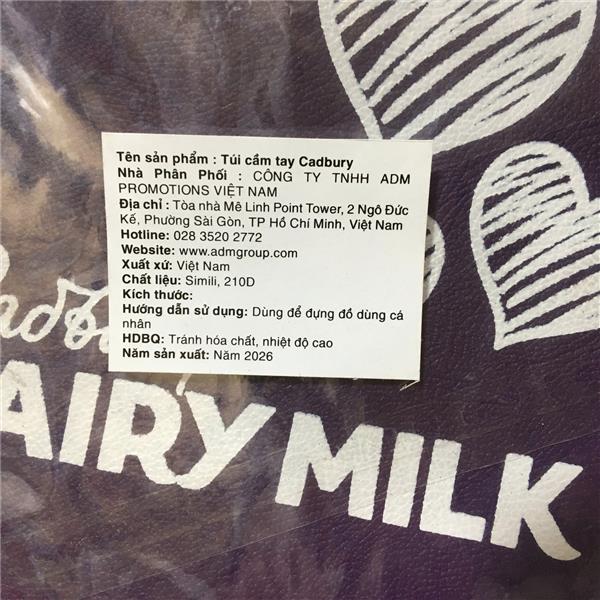 Tên sản phẩm : Túi cầm tay Cadbury
Nhà Phân Phối : CÔNG TY TNHH ADM
PROMOTIONS VIỆT NAM
Địa chỉ : Tòa nhà Mê Linh Point Tower, 2 Ngô Đức
Kế, Phường Sài Gòn, TP Hồ Chí Minh, Việt Nam
Hotline: 028 3520 2772
Website: www.admgroup.com
Xuất xứ: Việt Nam
Chất liệu: Simili, 210D
Kích thước:
Hướng dẫn sử dụng: Dùng để đựng đồ dùng cá
nhân
HDBQ: Tránh hóa chất, nhiệt độ cao
Năm sản xuất: Năm 2026
AIRY MILK